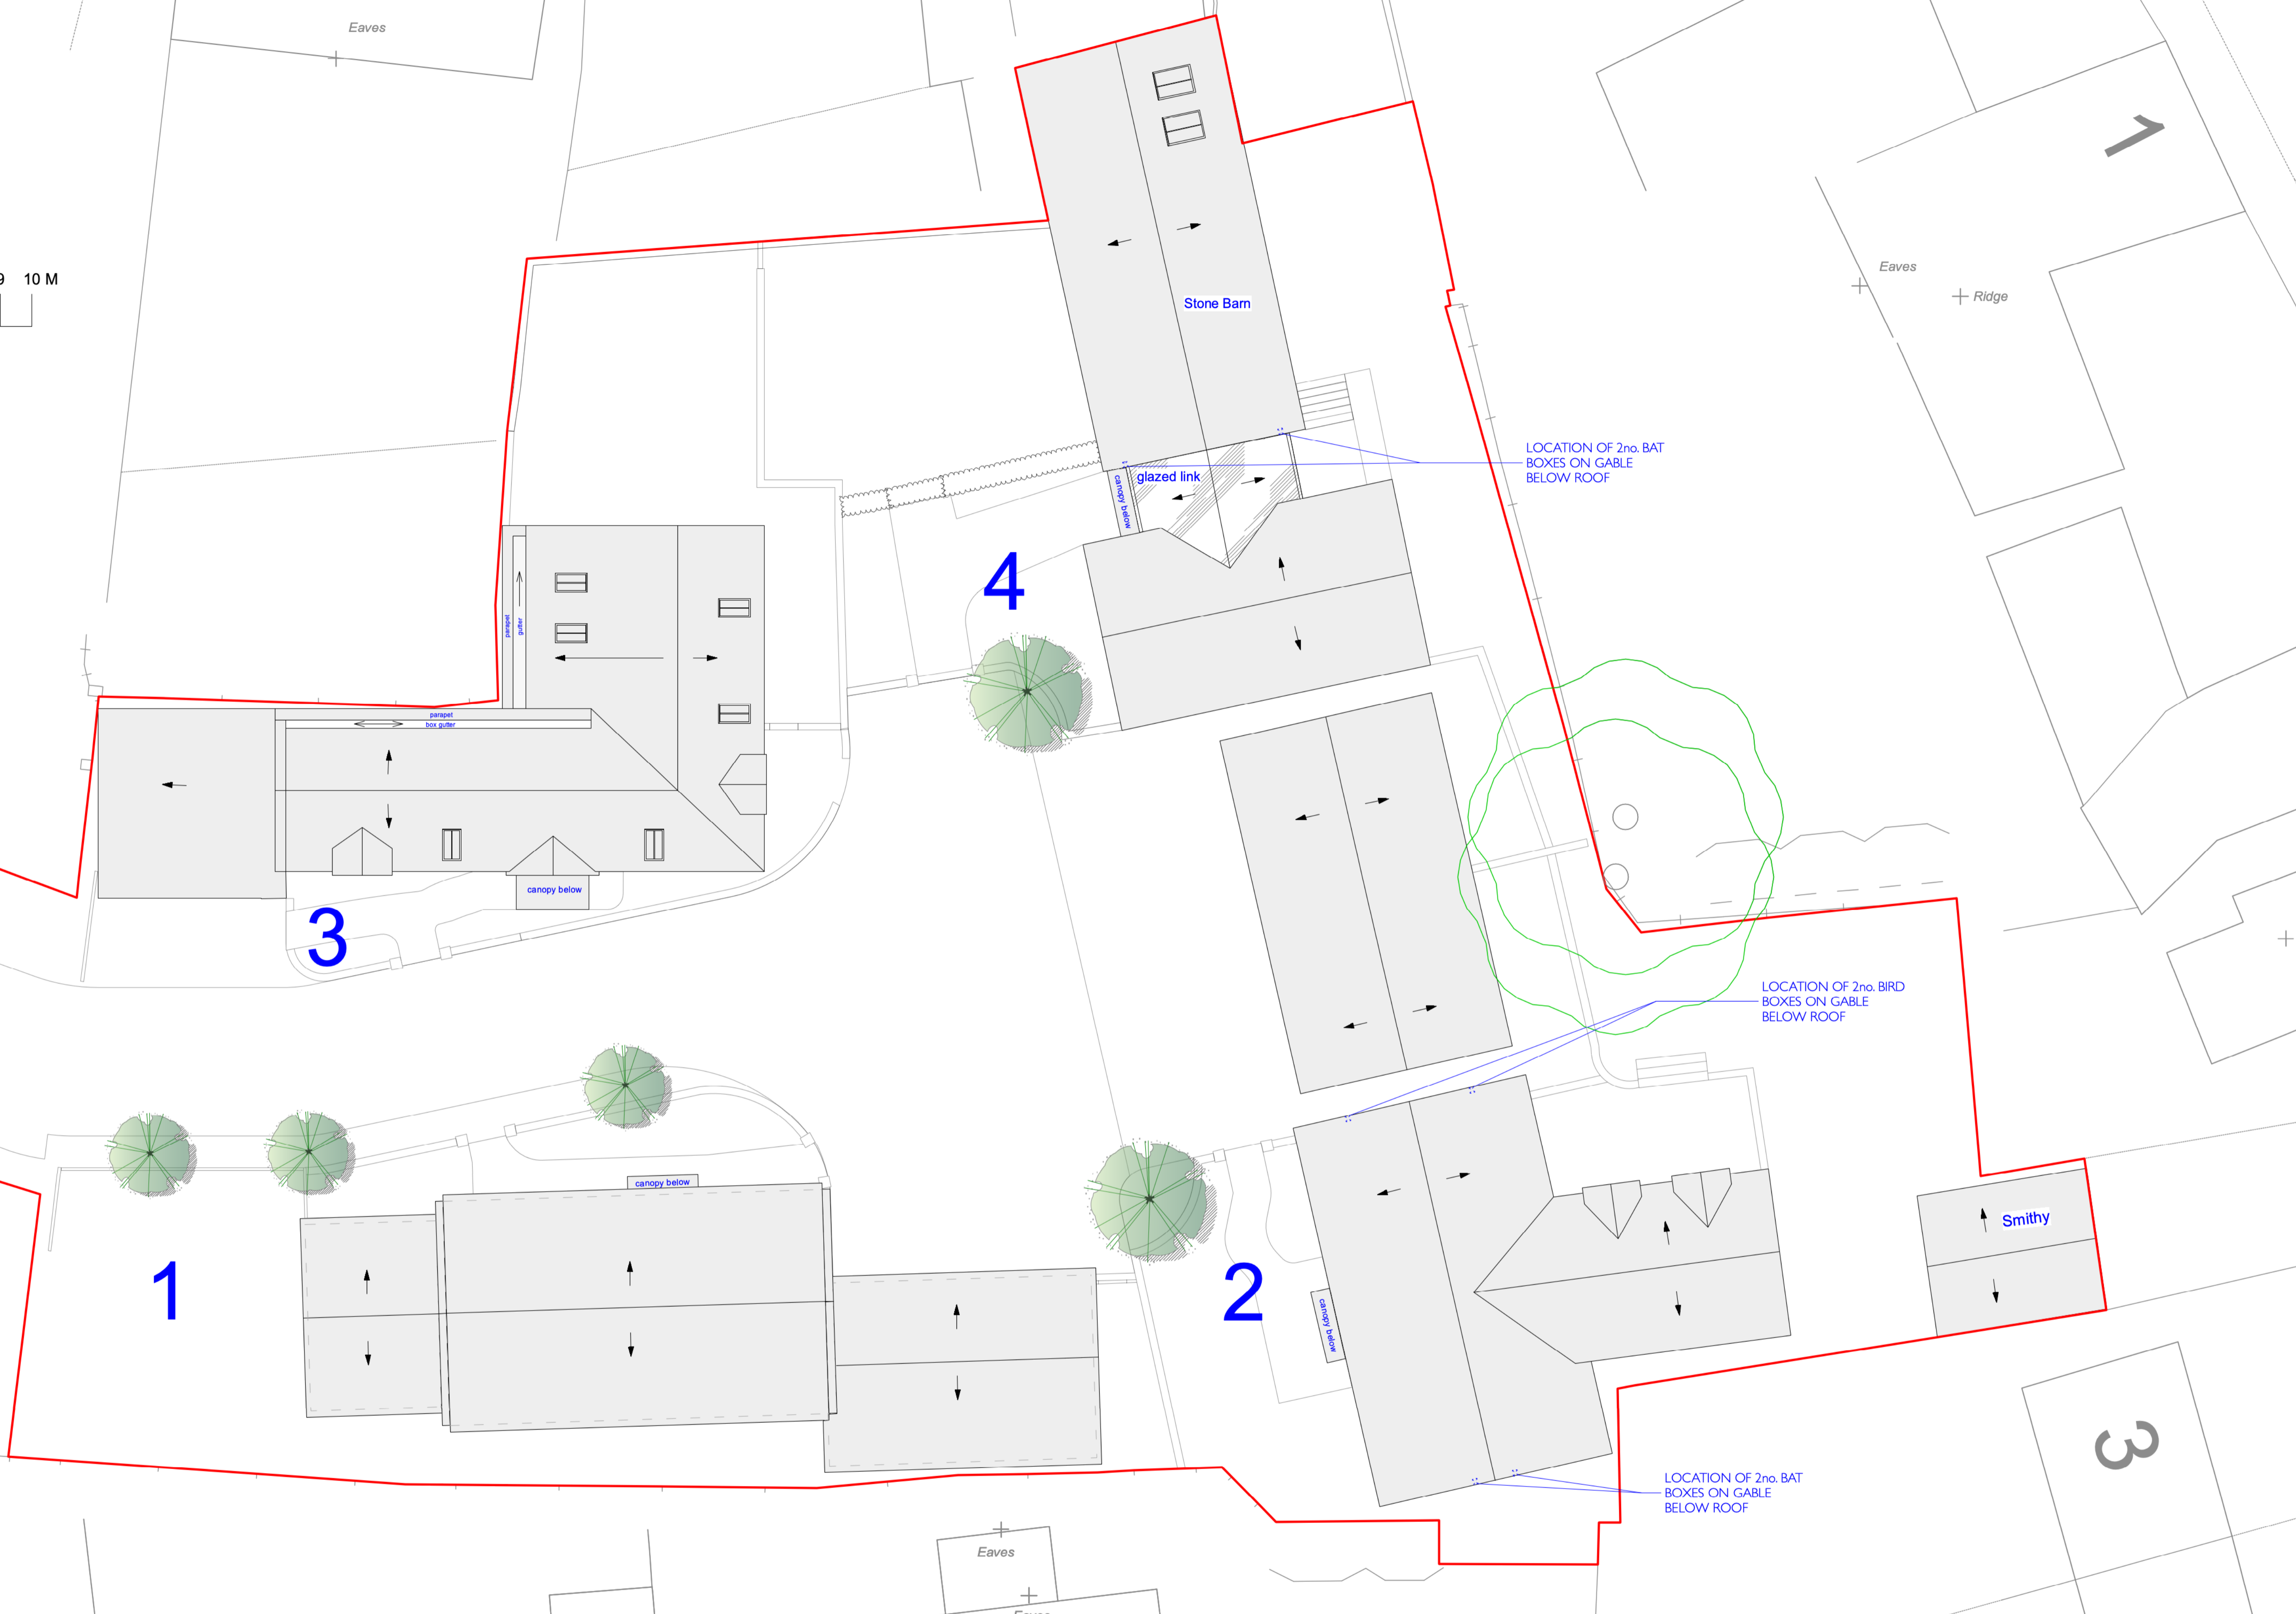 Eaves
1
9 10 M
Eaves
Ridge
Stone Barn
LOCATION OF 2no. BAT
BOXES ON GABLE
BELOW ROOF
glazed link
canopy below
4
parapet
gutter
parapet
box gutter
canopy below
3
LOCATION OF 2no. BIRD
BOXES ON GABLE
BELOW ROOF
canopy below
Smithy
1
2
canopy below
3
LOCATION OF 2no. BAT
BOXES ON GABLE
BELOW ROOF
Eaves
Eaves